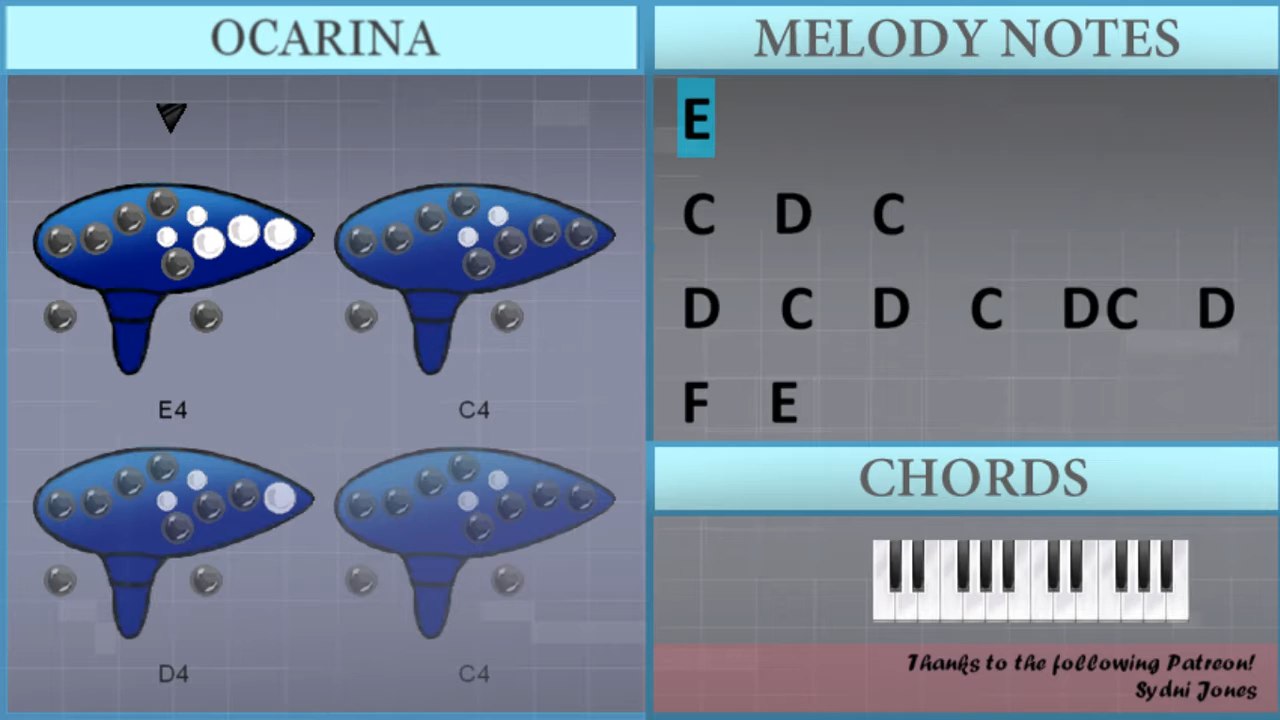 OCARINA
E4 C4
D4 C4
MELODY NOTES
E
C D C
D C D C DC D
F E
CHORDS
Thanks to the following Patreon!
Sydni Jones